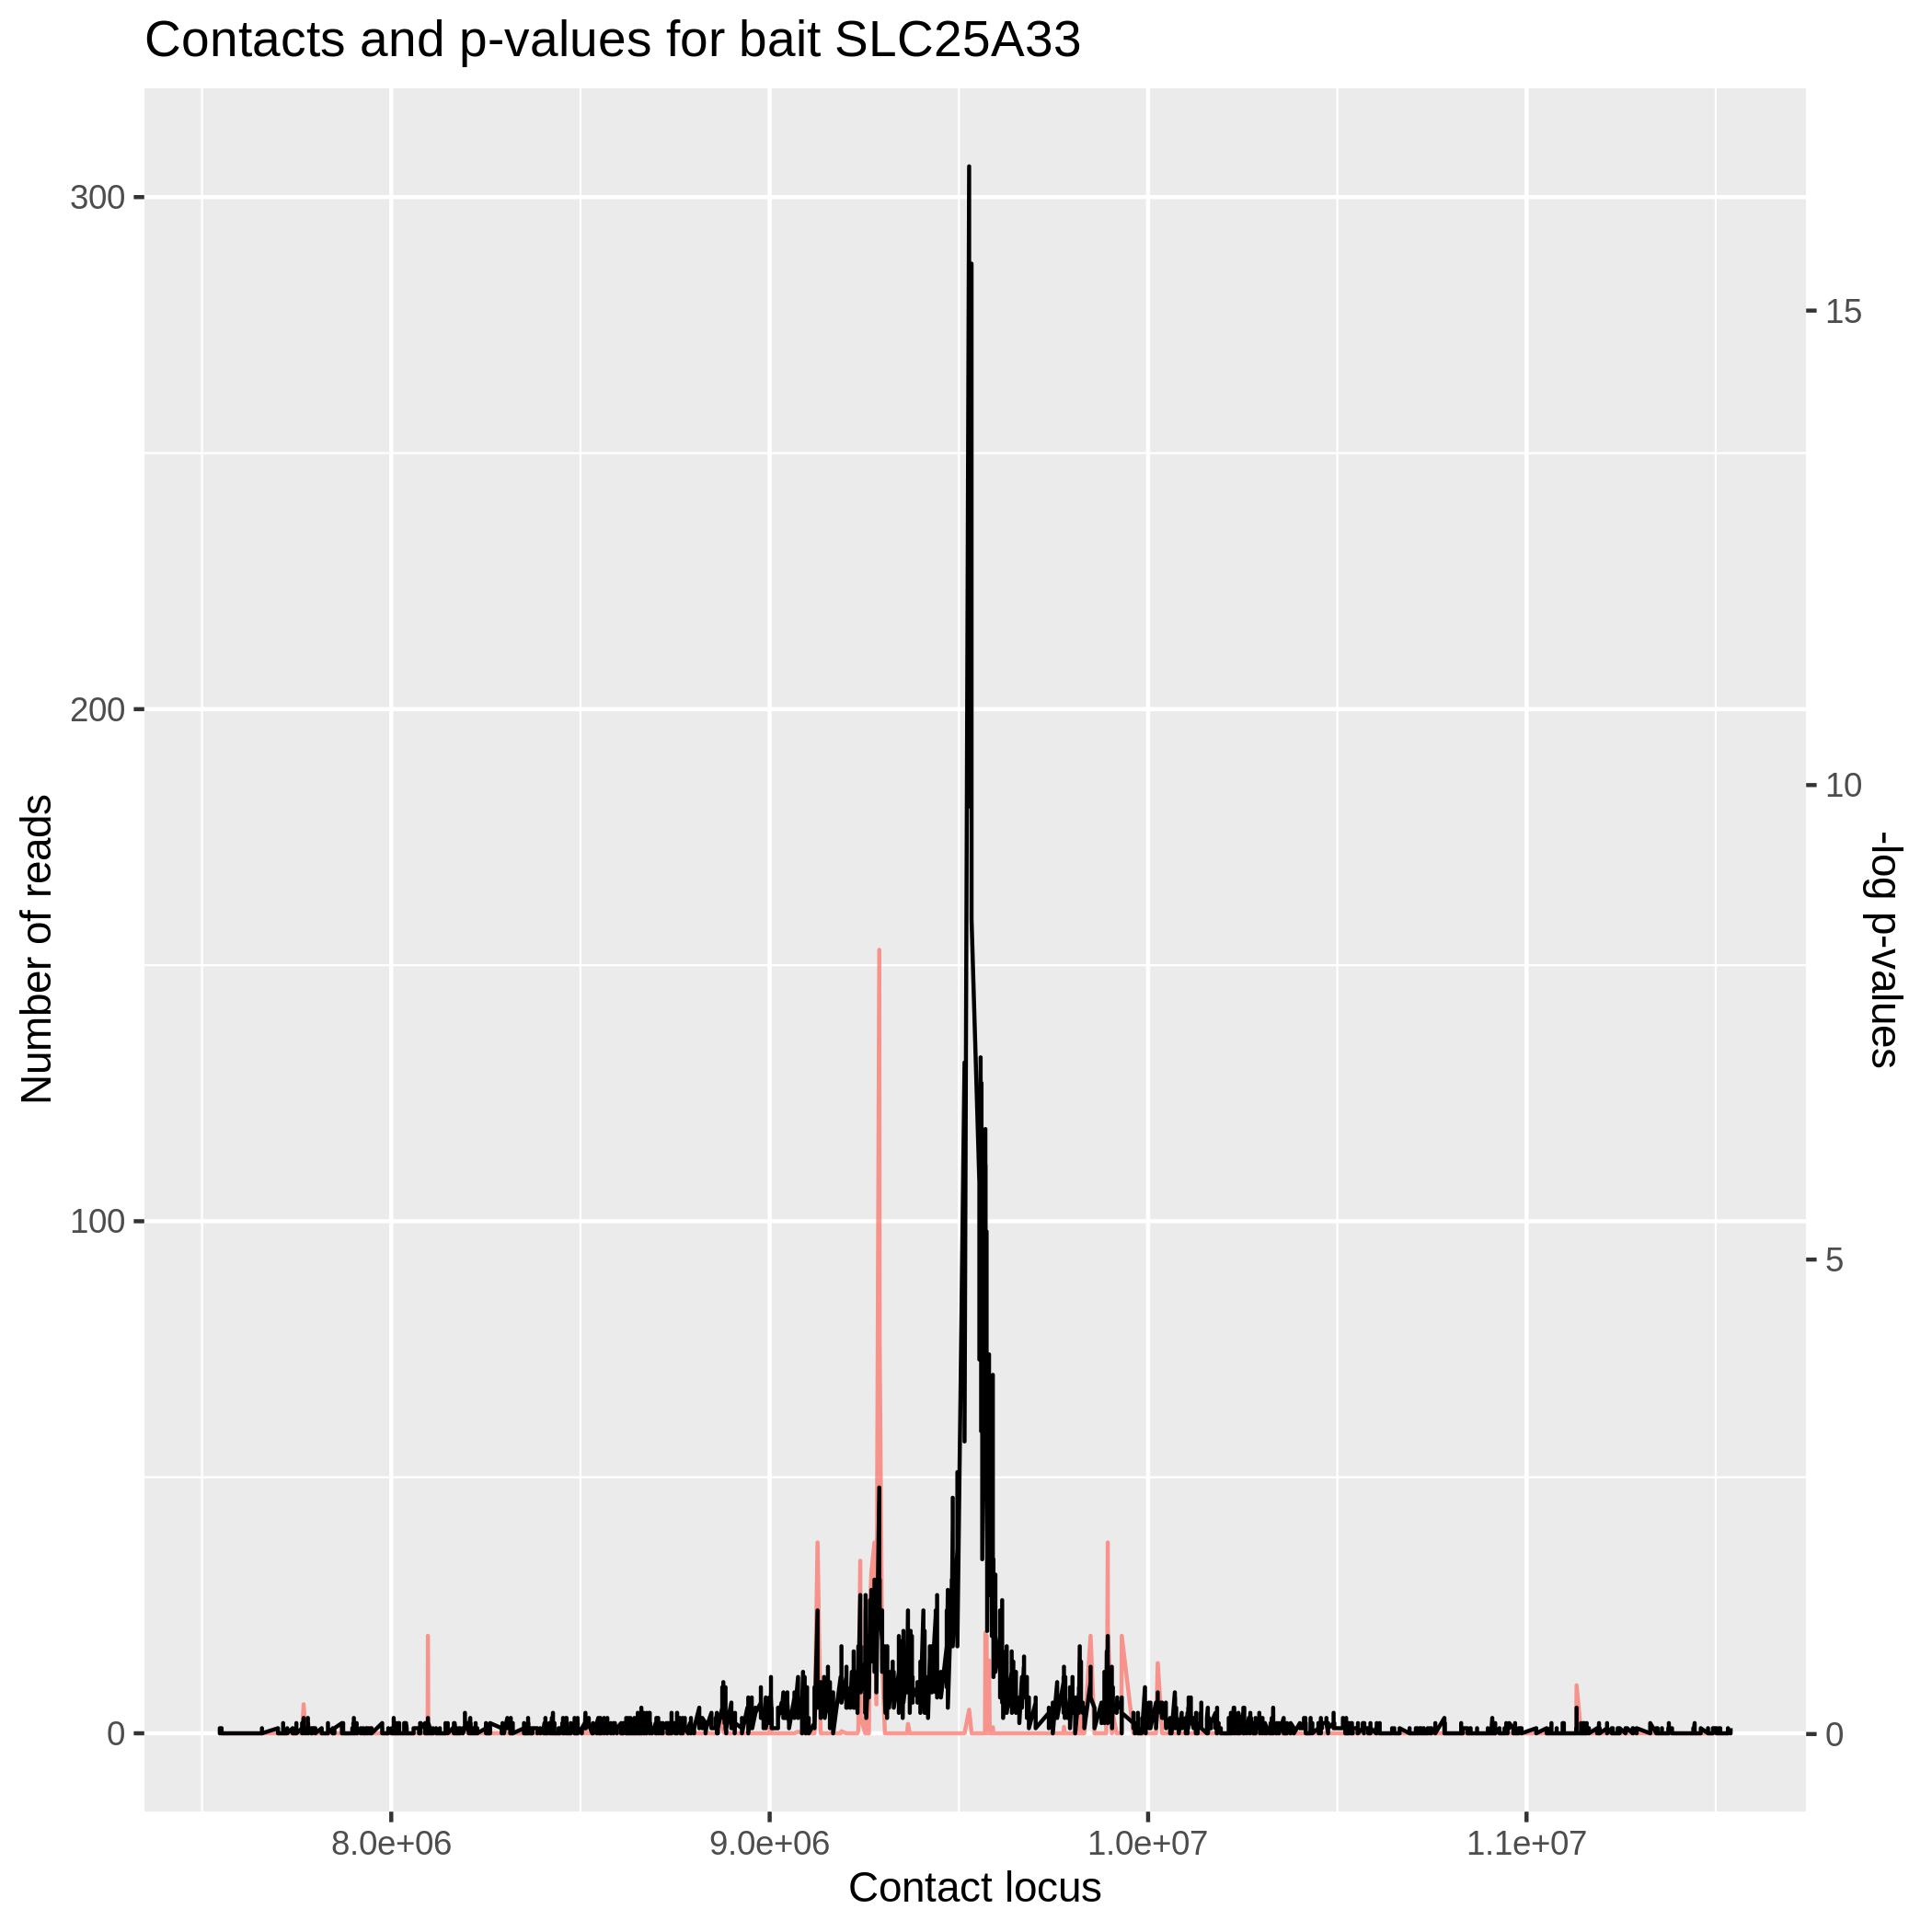 Contacts and p-values for bait SLC25A33
300
200
100
0
Number of reads
15
10
5
0
-log p-values
8.0e+06
9.0e+06
1.0e+07
1.1e+07
Contact locus